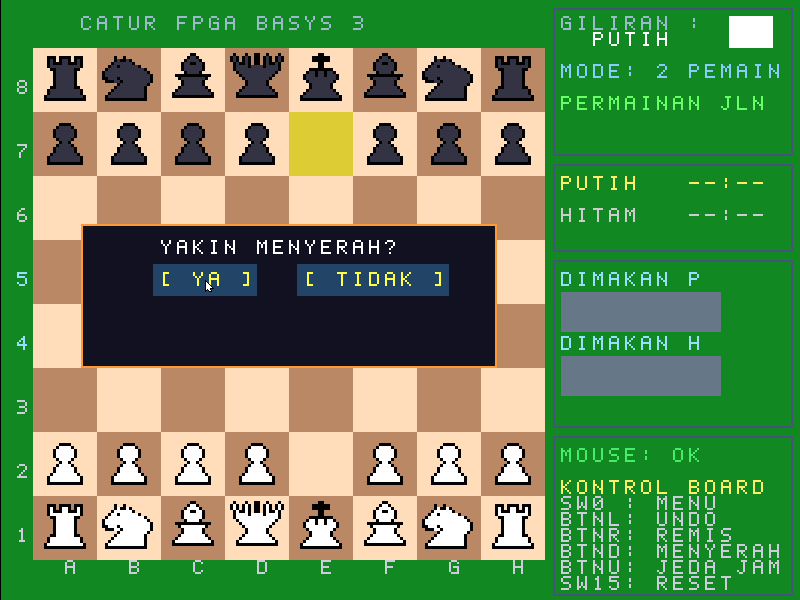 CATUR FPGA BASYS 3
GILIRAN :
PUTIH
MODE: 2 PEMAIN
PERMAINAN JLN
PUTIH --:--
HITAM --:--
DIMAKAN P
DIMAKAN H
MOUSE: OK
KONTROL BOARD
SW0 : MENU
BTNL: UNDO
BTNR: REMIS
BTND: MENYERAH
BTNU: JEDA JAM
SW15: RESET
8
7
6
5
4
3
2
1
A B C D E F G H
YAKIN MENYERAH?
[ YA ] [ TIDAK ]